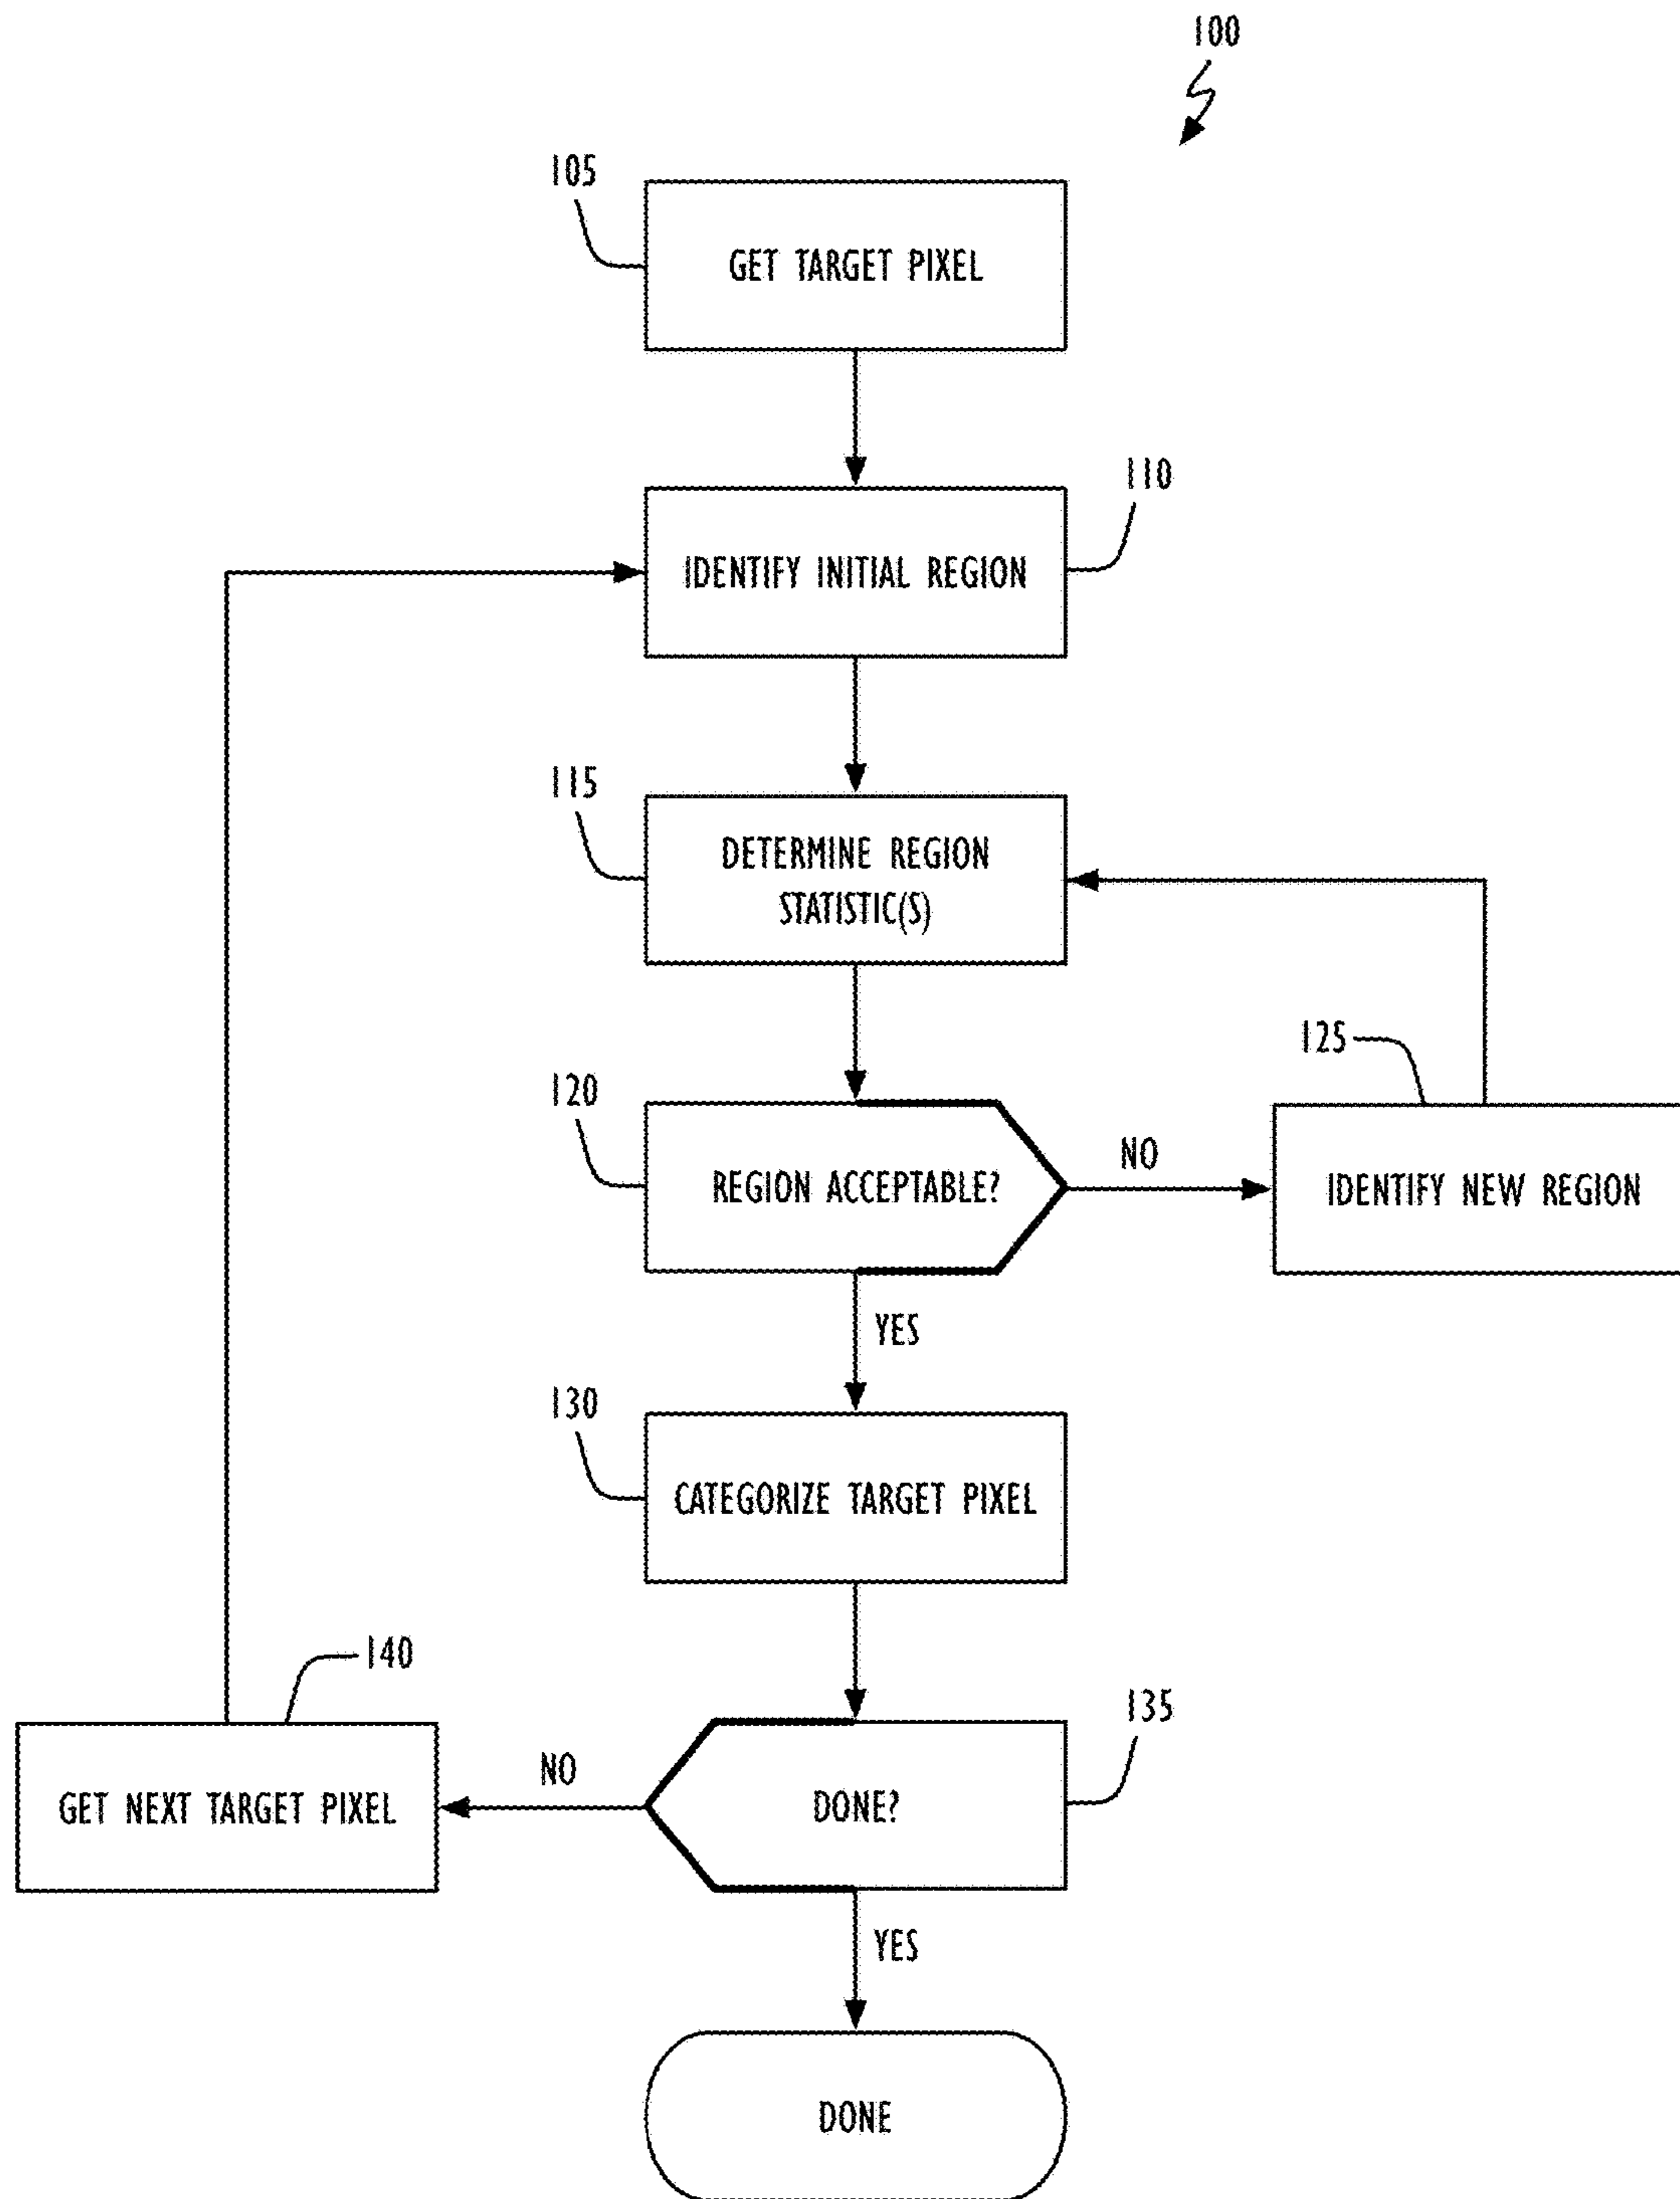 100
105
GET TARGET PIXEL
110
IDENTIFY INITIAL REGION
115
DETERMINE REGION
STATISTIC(S)
120
REGION ACCEPTABLE?
NO
125
IDENTIFY NEW REGION
YES
130
CATEGORIZE TARGET PIXEL
140
GET NEXT TARGET PIXEL
NO
135
DONE?
YES
DONE